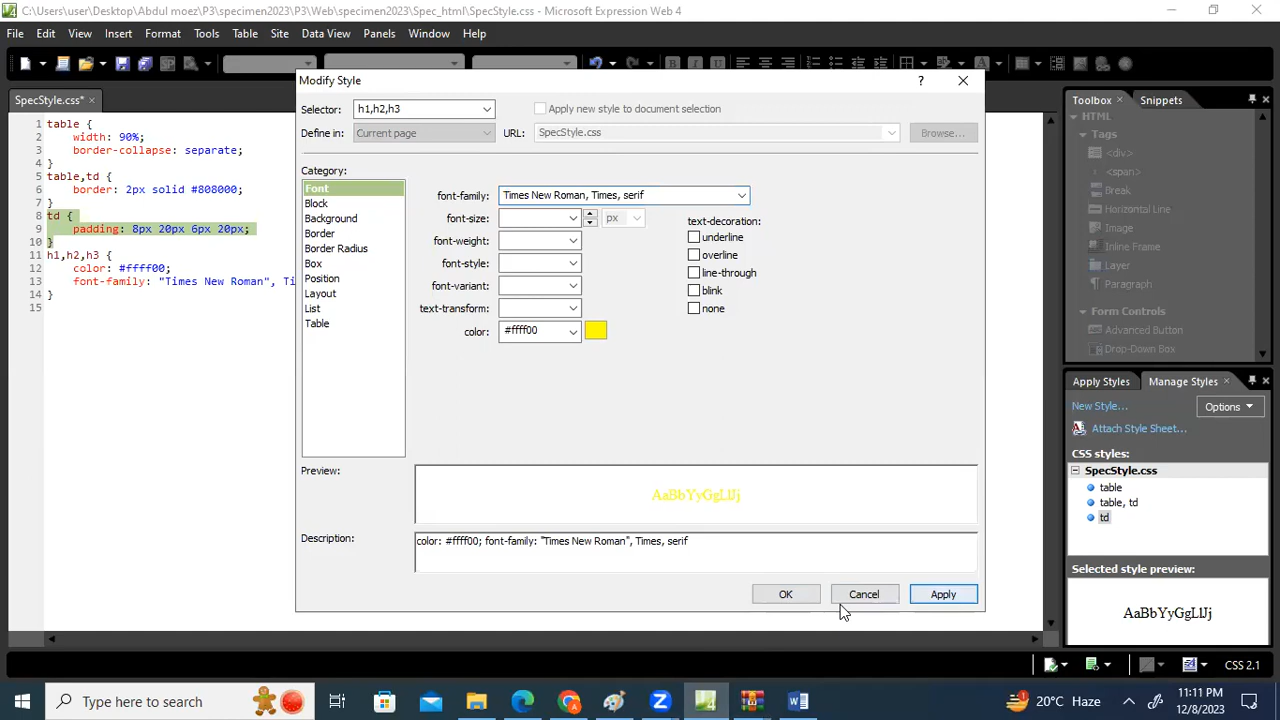 C:\Users\user\Desktop\Abdul moez\P3\specimen2023\P3\Web\specimen2023\Spec_html\SpecStyle.css - Microsoft Expression Web 4
File Edit View Insert Format Tools Table Site Data View Panels Window Help
SpecStyle.css*
1 table {
2 width: 90%;
3 border-collapse: separate;
4 }
5 table,td {
6 border: 2px solid #808000;
7 }
8 td {
9 padding: 8px 20px 6px 20px;
10 }
11 h1,h2,h3 {
12 color: #ffff00;
13 font-family: "Times New Roman", Ti
14 }
15
Modify Style
Selector: h1,h2,h3 Apply new style to document selection
Define in: Current page URL: SpecStyle.css Browse...
Category:
Font
Block
Background
Border
Border Radius
Box
Position
Layout
List
Table
font-family: Times New Roman, Times, serif
font-size: px
font-weight:
font-style:
font-variant:
text-transform:
color: #ffff00
text-decoration:
underline
overline
line-through
blink
none
Preview: AaBbYyGgLlJj
Description: color: #ffff00; font-family: "Times New Roman", Times, serif
OK Cancel Apply
Toolbox Snippets
HTML
Tags
<div>
<span>
Break
Horizontal Line
Image
Inline Frame
Layer
Paragraph
Form Controls
Advanced Button
Drop-Down Box
Apply Styles Manage Styles
New Style... Options
Attach Style Sheet...
CSS styles:
SpecStyle.css
table
table, td
td
Selected style preview:
AaBbYyGgLlJj
CSS 2.1
Type here to search
20°C Haze
11:11 PM
12/8/2023